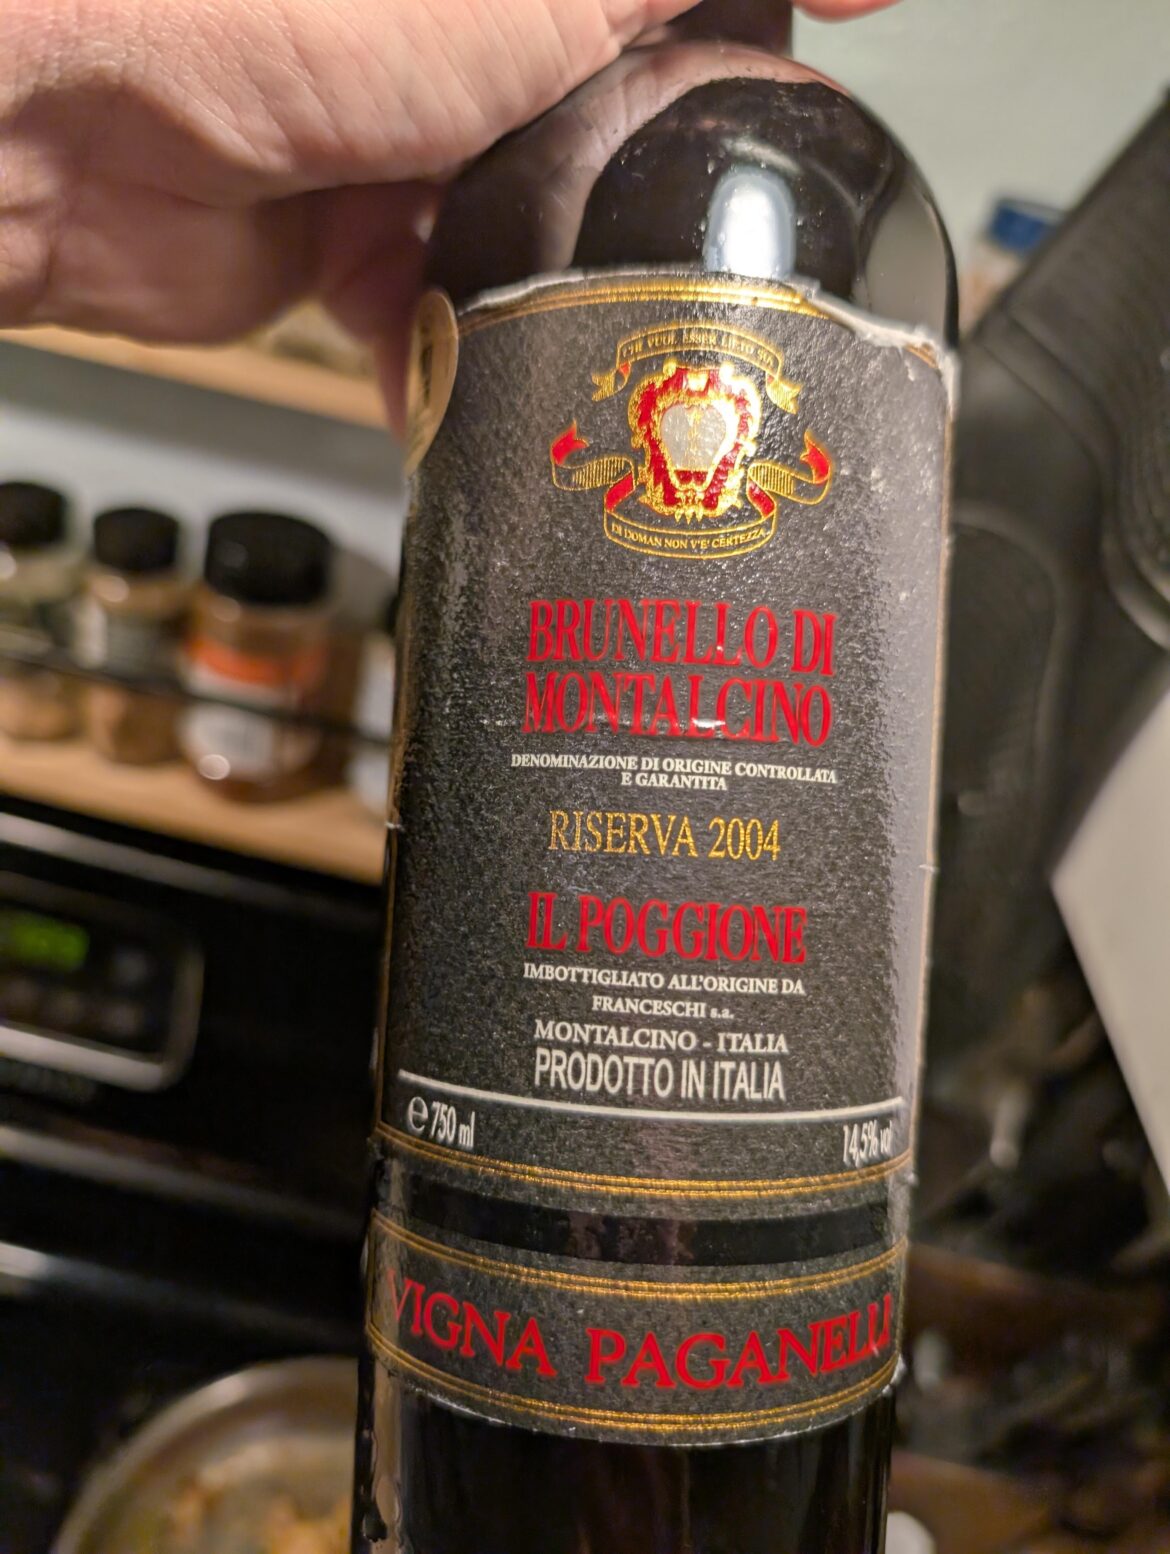 CHI VUOL ESSER LIETO SIA
DI DOMAN NON V'È CERTEZZA
BRUNELLO DI
MONTALCINO
DENOMINAZIONE DI ORIGINE CONTROLLATA
E GARANTITA
RISERVA 2004
IL POGGIONE
IMBOTTIGLIATO ALL'ORIGINE DA
FRANCESCHI s.a.
MONTALCINO - ITALIA
PRODOTTO IN ITALIA
℮ 750 ml 14,5% vol
VIGNA PAGANELLI